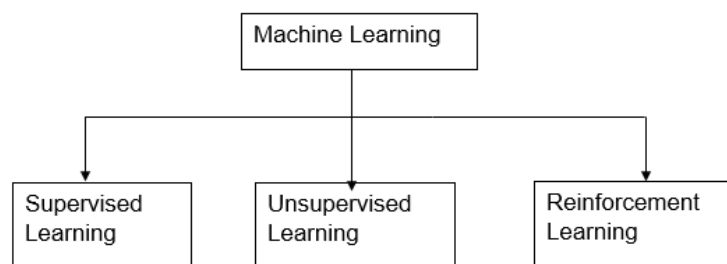 Machine Learning
Supervised
Learning
Unsupervised
Learning
Reinforcement
Learning